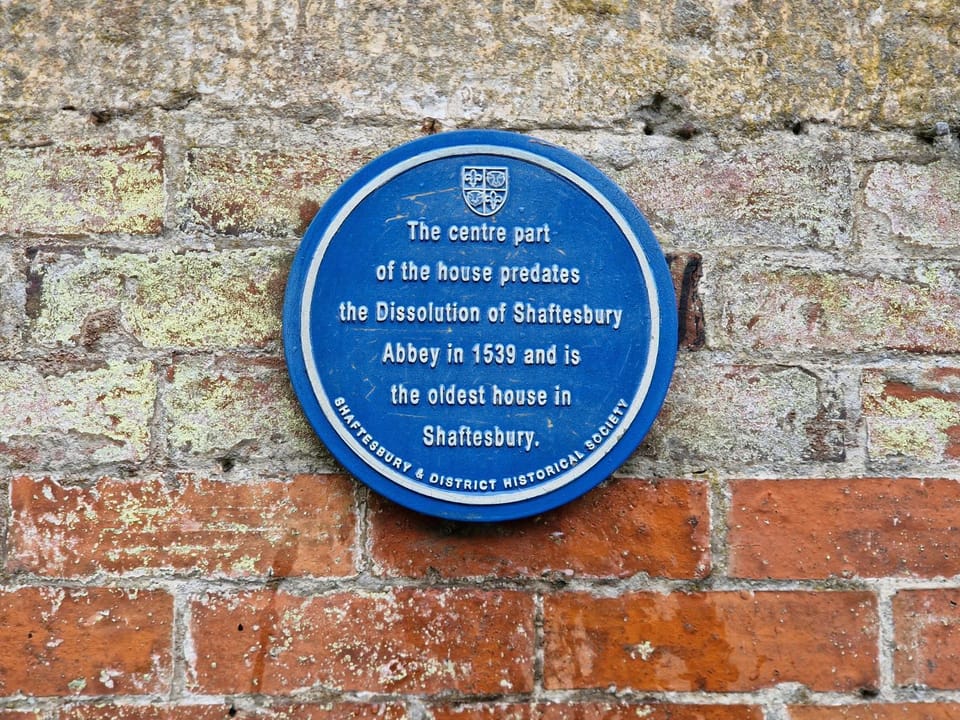 The centre part
of the house predates
the Dissolution of Shaftesbury
Abbey in 1539 and is
the oldest house in
Shaftesbury.
SHAFTESBURY & DISTRICT HISTORICAL SOCIETY